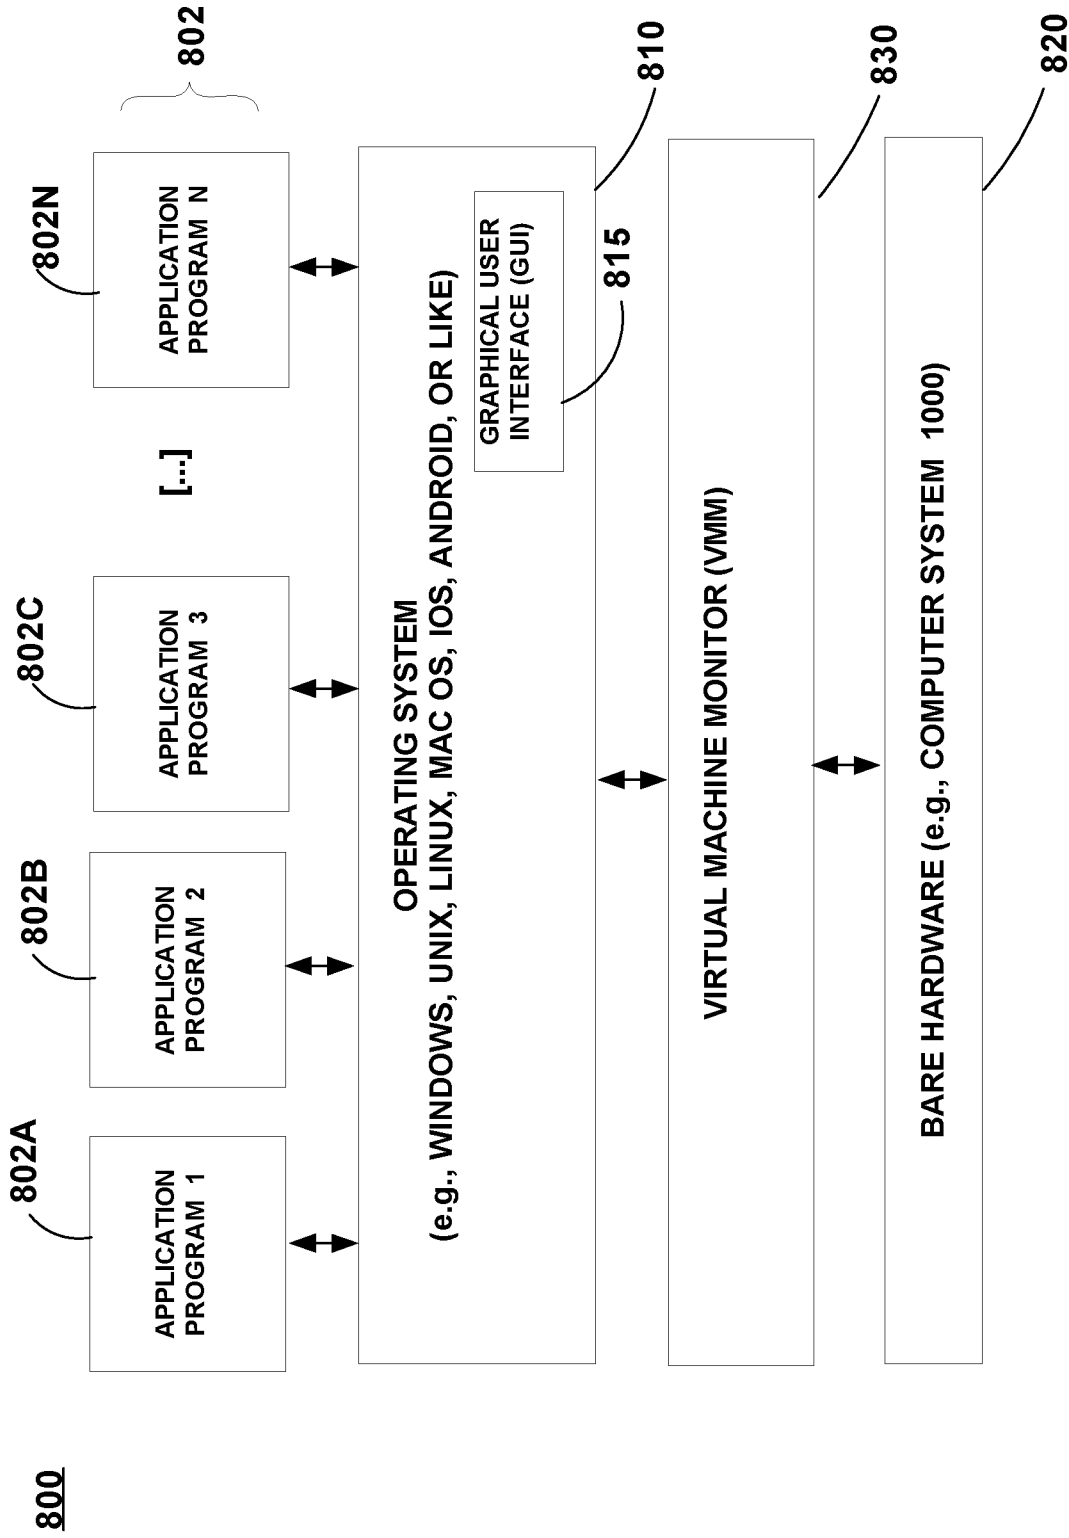 800
802
802A
802B
802C
802N
APPLICATION
PROGRAM 1
APPLICATION
PROGRAM 2
APPLICATION
PROGRAM 3
[...]
APPLICATION
PROGRAM N
OPERATING SYSTEM
(e.g., WINDOWS, UNIX, LINUX, MAC OS, IOS, ANDROID, OR LIKE)
GRAPHICAL USER
INTERFACE (GUI)
815
810
VIRTUAL MACHINE MONITOR (VMM)
830
BARE HARDWARE (e.g., COMPUTER SYSTEM 1000)
820